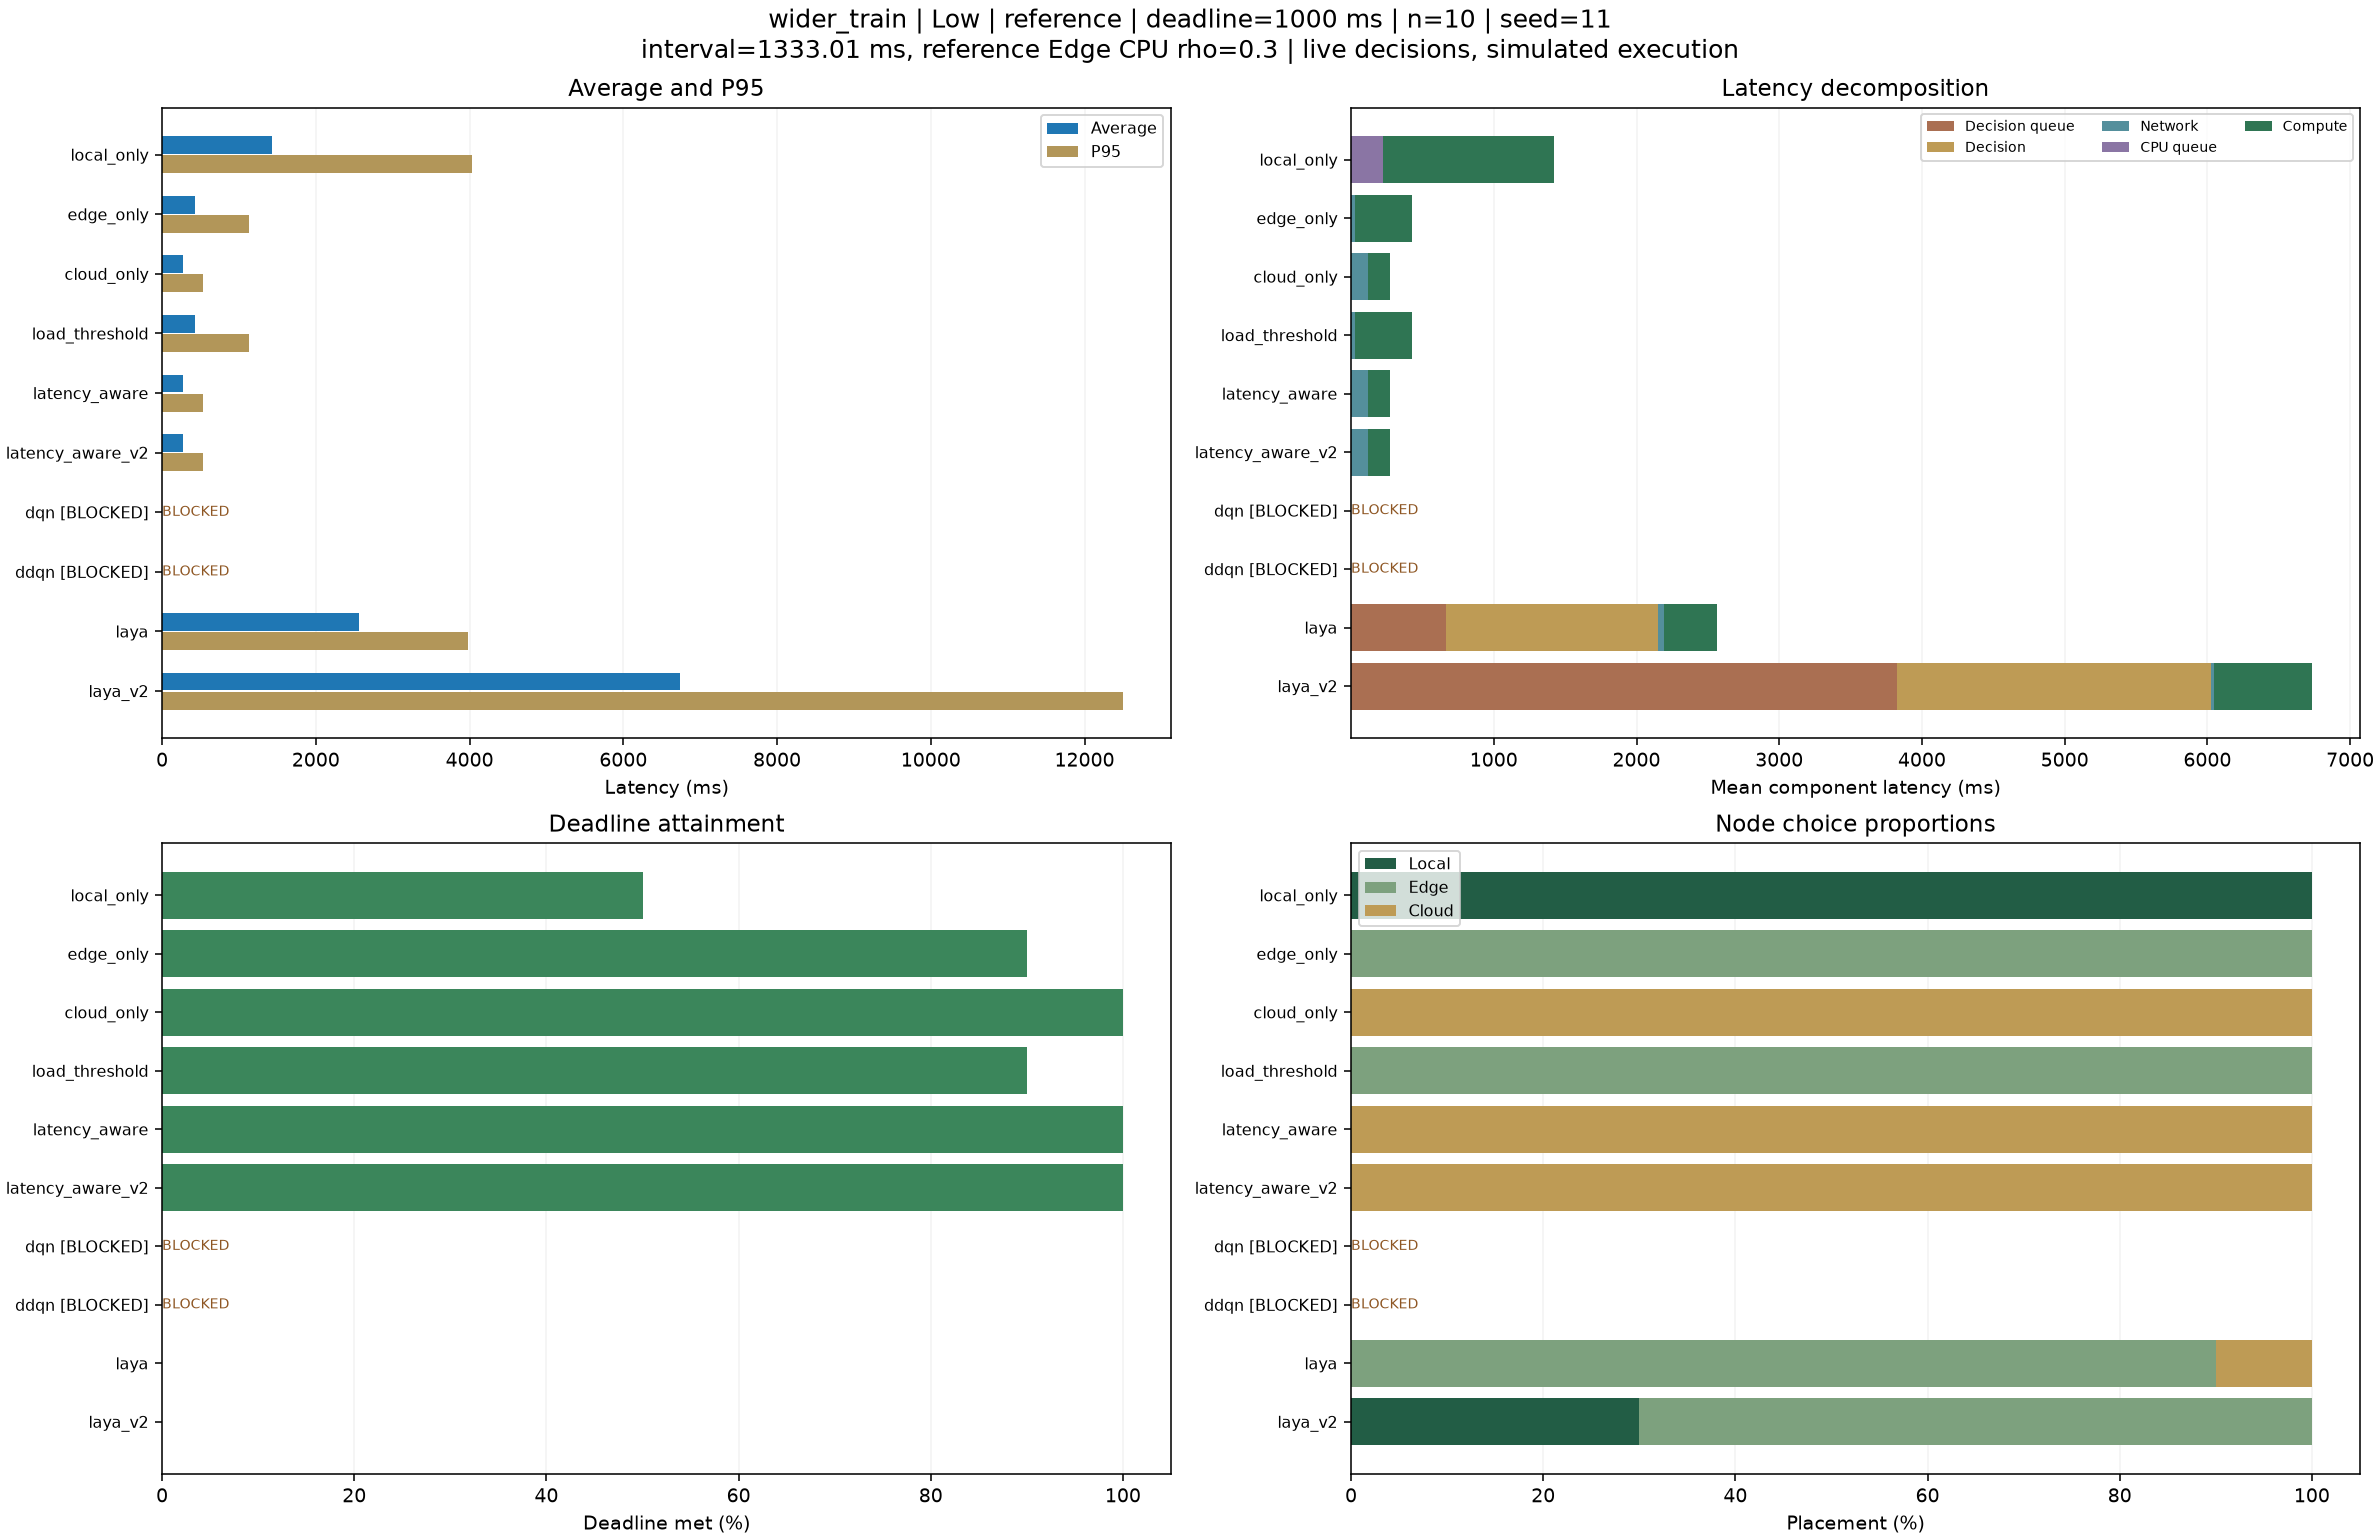 wider_train | Low | reference | deadline=1000 ms | n=10 | seed=11
interval=1333.01 ms, reference Edge CPU rho=0.3 | live decisions, simulated execution
Average and P95
Average
P95
local_only
edge_only
cloud_only
load_threshold
latency_aware
latency_aware_v2
dqn [BLOCKED]
BLOCKED
ddqn [BLOCKED]
BLOCKED
laya
laya_v2
0 2000 4000 6000 8000 10000 12000
Latency (ms)
Latency decomposition
Decision queue Network Compute
Decision CPU queue
local_only
edge_only
cloud_only
load_threshold
latency_aware
latency_aware_v2
dqn [BLOCKED]
BLOCKED
ddqn [BLOCKED]
BLOCKED
laya
laya_v2
1000 2000 3000 4000 5000 6000 7000
Mean component latency (ms)
Deadline attainment
local_only
edge_only
cloud_only
load_threshold
latency_aware
latency_aware_v2
dqn [BLOCKED]
BLOCKED
ddqn [BLOCKED]
BLOCKED
laya
laya_v2
0 20 40 60 80 100
Deadline met (%)
Node choice proportions
Local
Edge
Cloud
local_only
edge_only
cloud_only
load_threshold
latency_aware
latency_aware_v2
dqn [BLOCKED]
BLOCKED
ddqn [BLOCKED]
BLOCKED
laya
laya_v2
0 20 40 60 80 100
Placement (%)